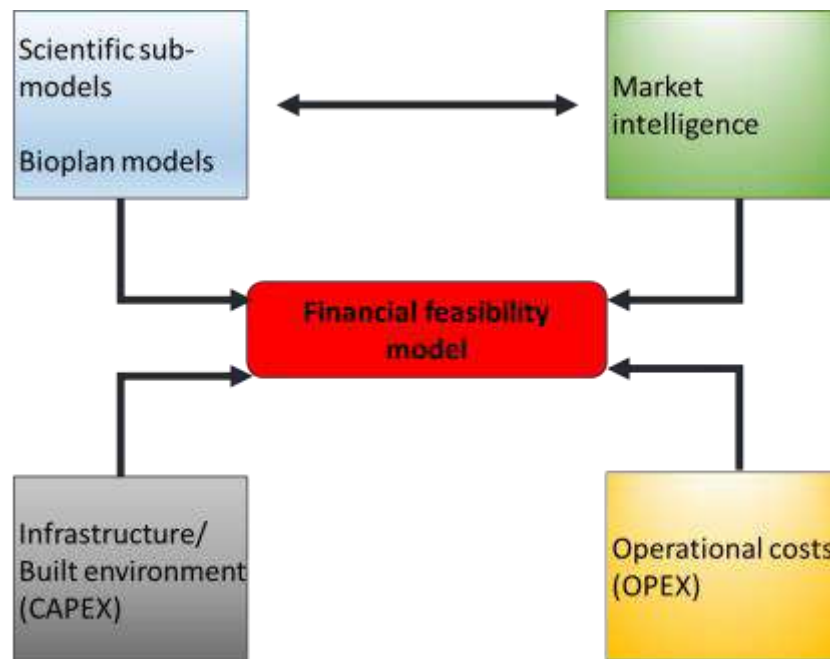 Scientific sub-
models
Bioplan models
Market
intelligence
Financial feasibility
model
Infrastructure/
Built environment
(CAPEX)
Operational costs
(OPEX)